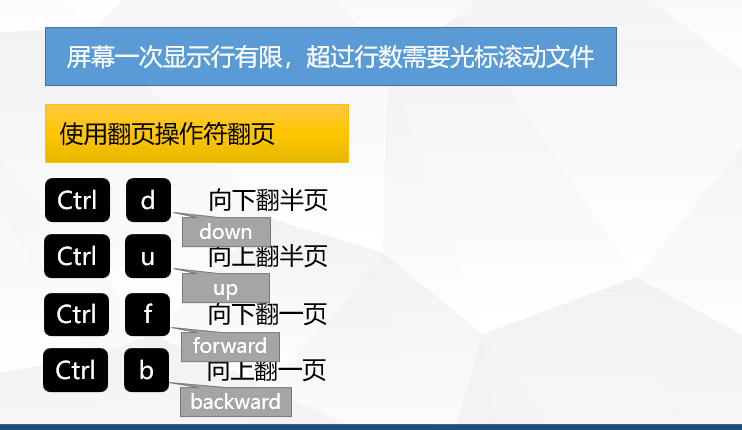 屏幕一次显示行有限，超过行数需要光标滚动文件
使用翻页操作符翻页
Ctrl d 向下翻半页
down
Ctrl u 向上翻半页
up
Ctrl f 向下翻一页
forward
Ctrl b 向上翻一页
backward